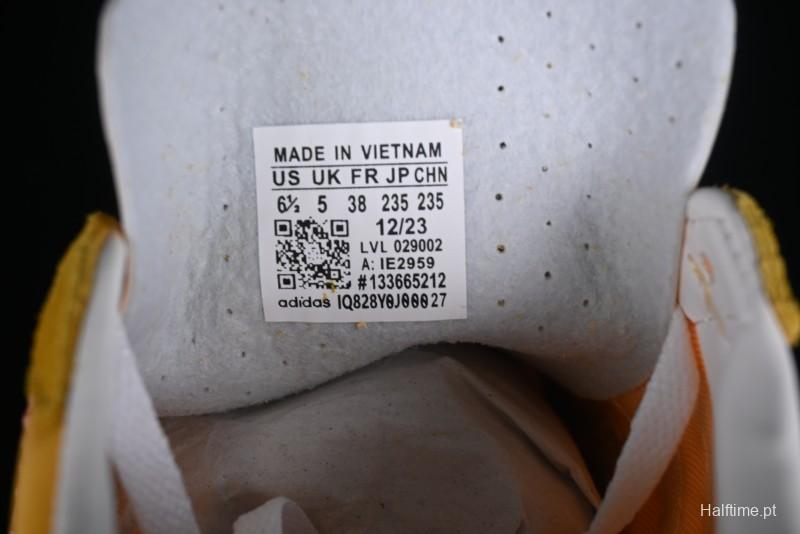 MADE IN VIETNAM
US UK FR JP CHN
6½ 5 38 235 235
12/23
LVL 029002
A: IE2959
#133665212
adidas IQ828Y0J00027
Halftime.pt